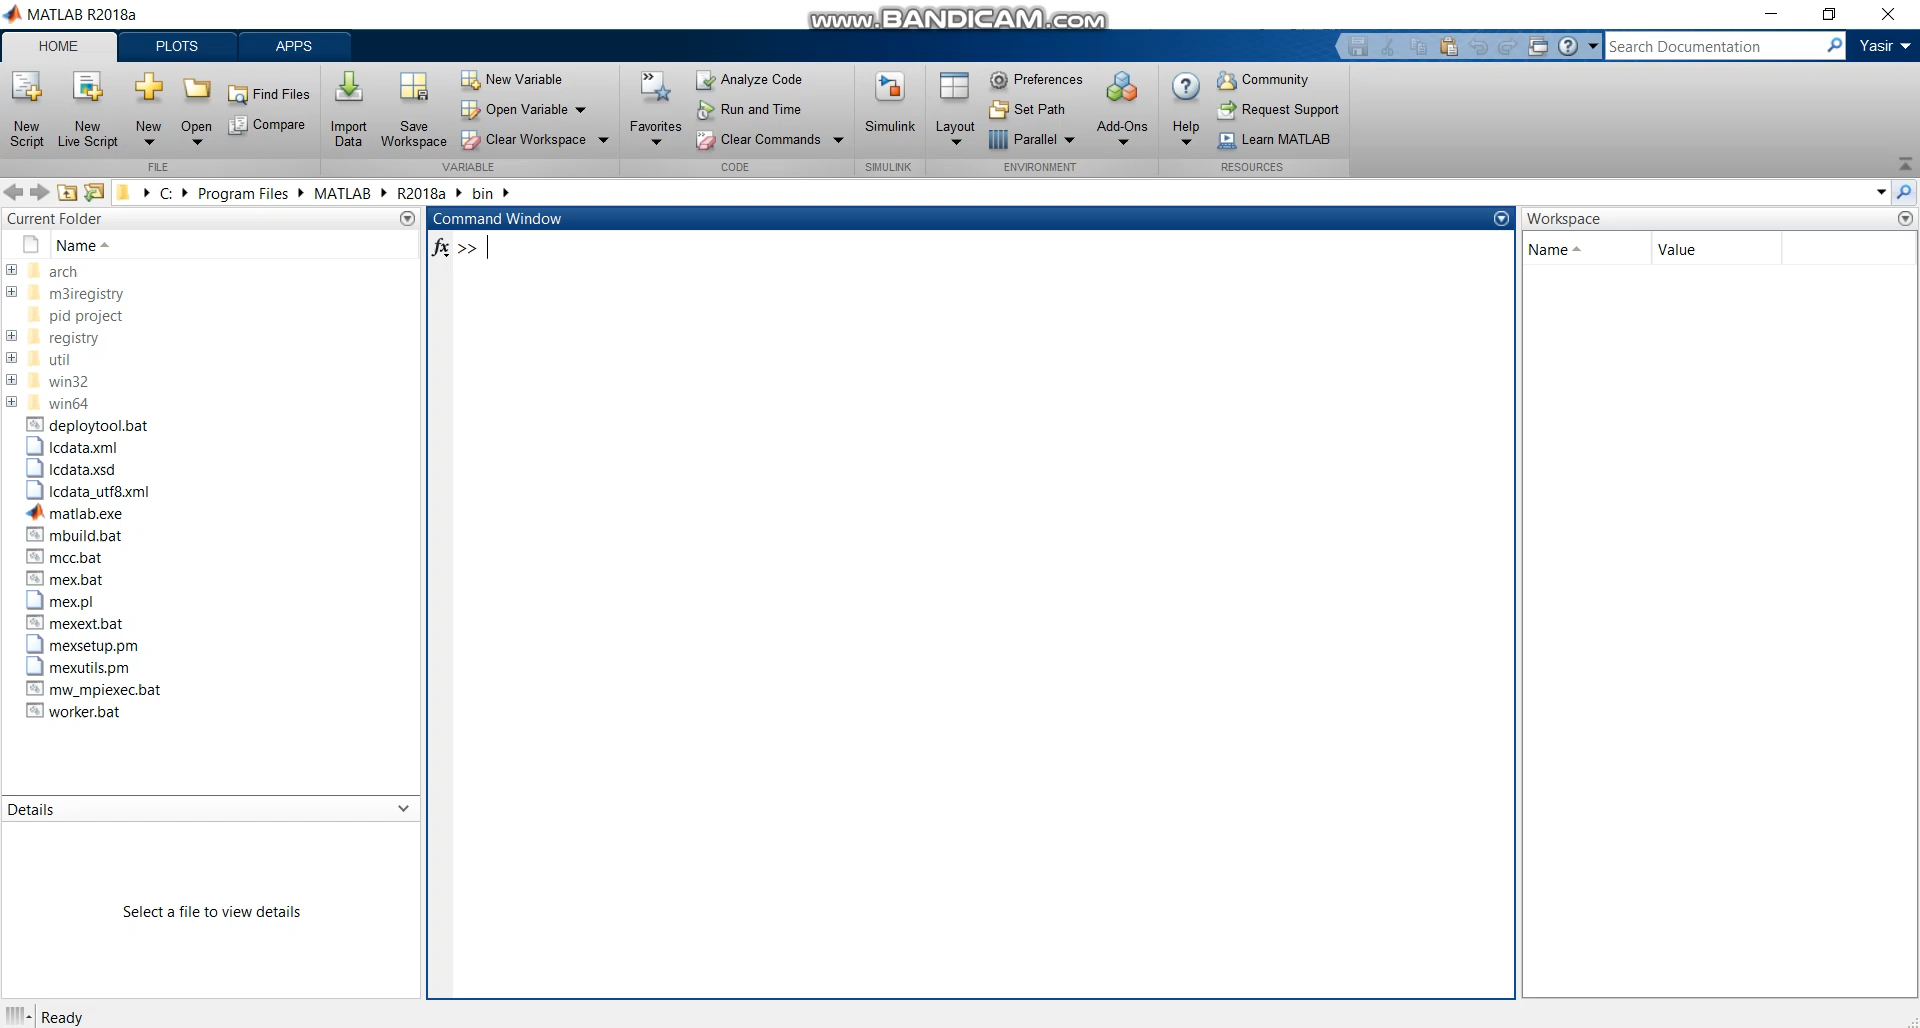 MATLAB R2018a
www.BANDICAM.com
HOME
PLOTS
APPS
Search Documentation
Yasir
New Script
New Live Script
New
Open
Find Files
Compare
FILE
Import Data
Save Workspace
New Variable
Open Variable
Clear Workspace
VARIABLE
Favorites
Analyze Code
Run and Time
Clear Commands
CODE
Simulink
SIMULINK
Layout
Preferences
Set Path
Parallel
Add-Ons
ENVIRONMENT
Help
Community
Request Support
Learn MATLAB
RESOURCES
C: Program Files MATLAB R2018a bin
Current Folder
Name
arch
m3iregistry
pid project
registry
util
win32
win64
deploytool.bat
lcdata.xml
lcdata.xsd
lcdata_utf8.xml
matlab.exe
mbuild.bat
mcc.bat
mex.bat
mex.pl
mexext.bat
mexsetup.pm
mexutils.pm
mw_mpiexec.bat
worker.bat
Details
Select a file to view details
Command Window
fx >>
Workspace
Name
Value
Ready